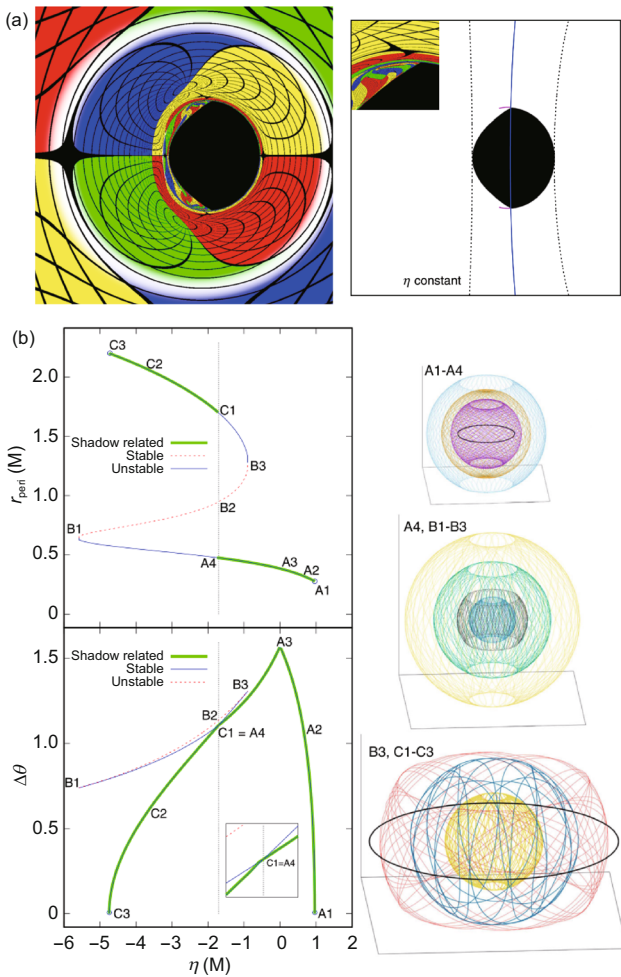 (a)
η constant
(b)
C3
C2
2.0
C1
Shadow related
1.5
Stable
B3
Unstable
r_peri (M)
1.0
B2
B1
0.5
A4
A3
A2
A1
0
1.5
A3
Shadow related
Stable
Unstable
B3
B2
A2
1.0
C1 = A4
Δθ
B1
C2
0.5
C1=A4
0
C3
A1
−6 −5 −4 −3 −2 −1 0 1 2
η (M)
A1-A4
A4, B1-B3
B3, C1-C3